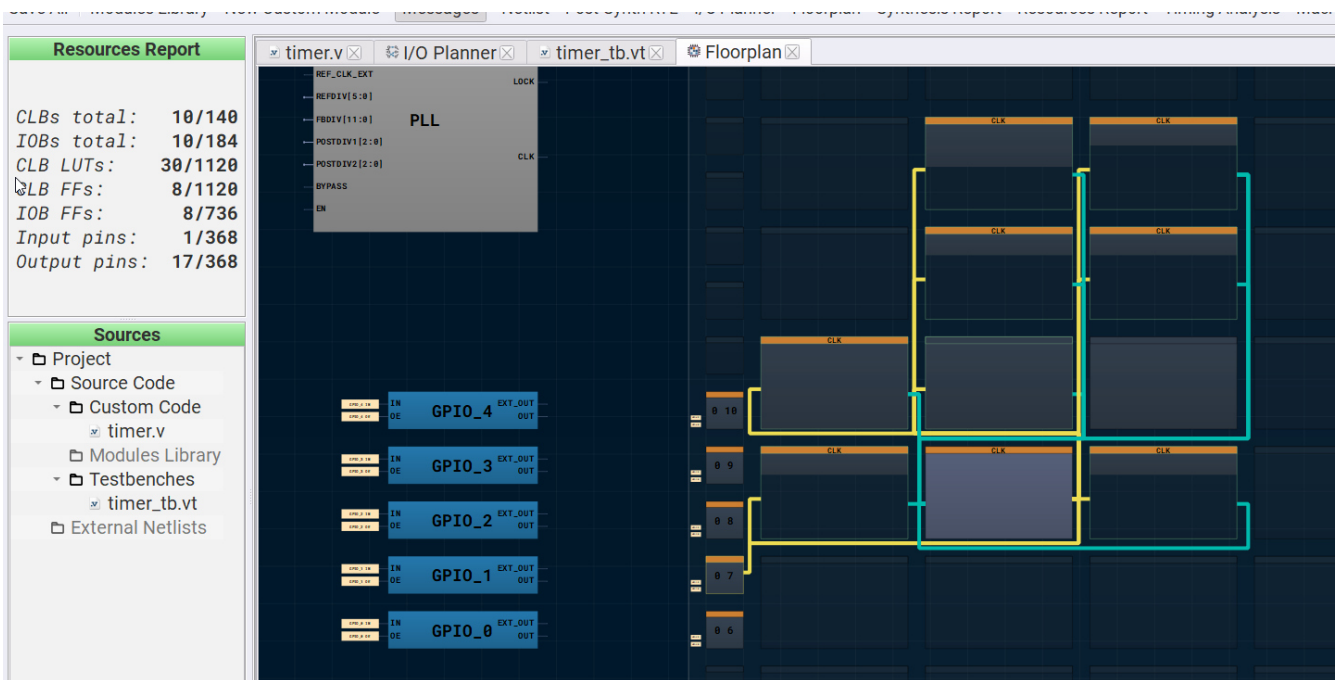 Resources Report
CLBs total: 10/140
IOBs total: 10/184
CLB LUTs: 30/1120
CLB FFs: 8/1120
IOB FFs: 8/736
Input pins: 1/368
Output pins: 17/368
Sources
Project
Source Code
Custom Code
timer.v
Modules Library
Testbenches
timer_tb.vt
External Netlists
timer.v I/O Planner timer_tb.vt Floorplan
REF_CLK_EXT
LOCK
REFDIV[5:0]
FBDIV[11:0]
PLL
POSTDIV1[2:0]
CLK
POSTDIV2[2:0]
BYPASS
EN
CLK CLK
CLK CLK
CLK
IN GPIO_4 EXT_OUT
OE OUT
0 10
CLK CLK CLK
IN GPIO_3 EXT_OUT
OE OUT
0 9
IN GPIO_2 EXT_OUT
OE OUT
0 8
IN GPIO_1 EXT_OUT
OE OUT
0 7
IN GPIO_0 EXT_OUT
OE OUT
0 6